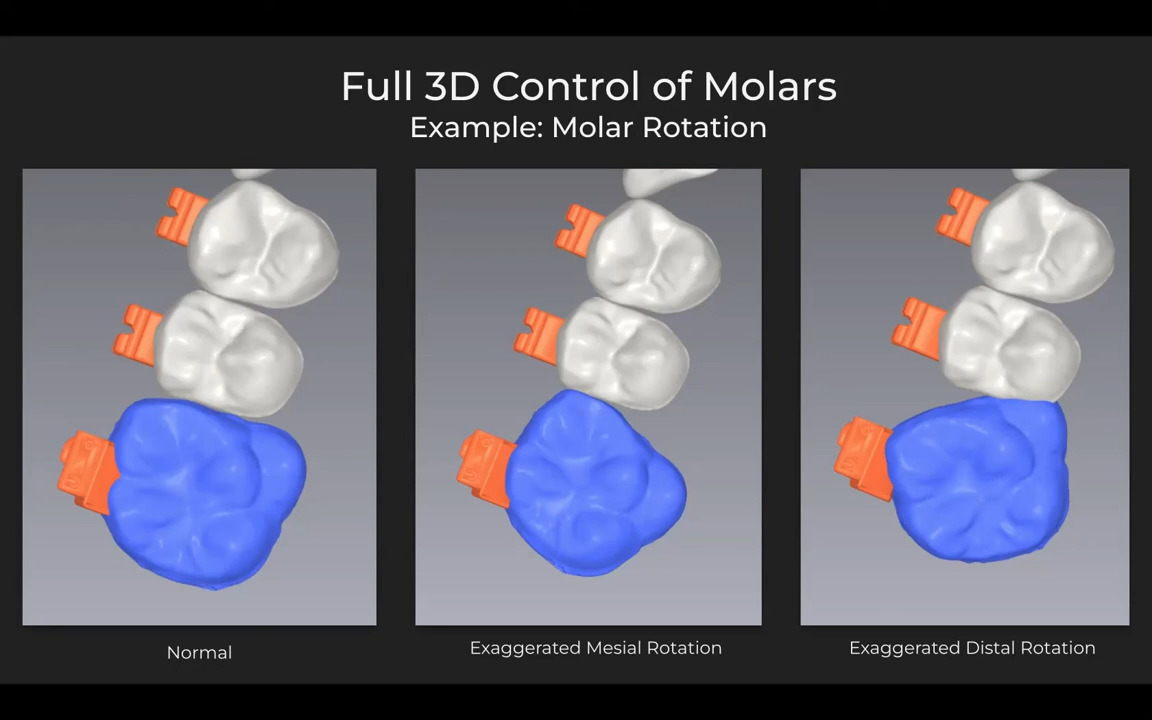 Full 3D Control of Molars
Example: Molar Rotation
Normal
Exaggerated Mesial Rotation
Exaggerated Distal Rotation